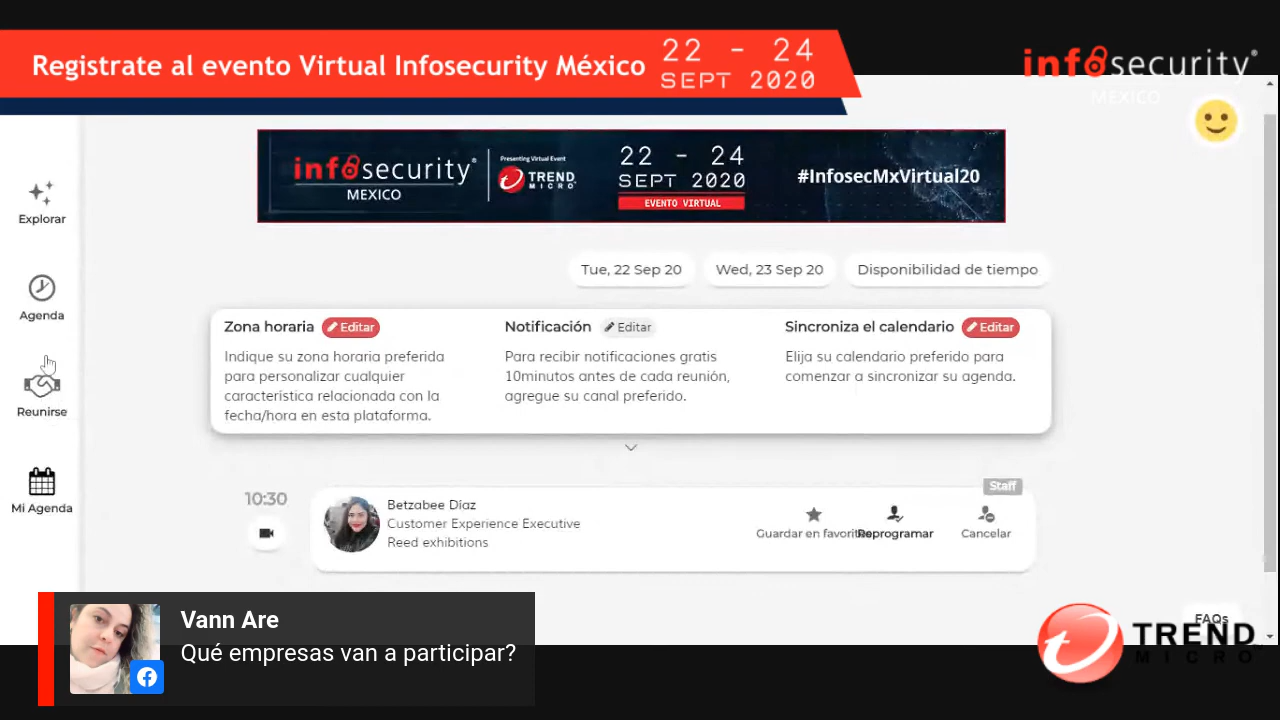 Registrate al evento Virtual Infosecurity México
22 - 24
SEPT 2020
infosecurity®
MEXICO
infosecurity®
MEXICO
Presenting Virtual Event
TREND
MICRO
22 - 24
SEPT 2020
EVENTO VIRTUAL
#InfosecMxVirtual20
Explorar
Agenda
Reunirse
Mi Agenda
Tue, 22 Sep 20
Wed, 23 Sep 20
Disponibilidad de tiempo
Zona horaria
Editar
Indique su zona horaria preferida
para personalizar cualquier
característica relacionada con la
fecha/hora en esta plataforma.
Notificación
Editar
Para recibir notificaciones gratis
10minutos antes de cada reunión,
agregue su canal preferido.
Sincroniza el calendario
Editar
Elija su calendario preferido para
comenzar a sincronizar su agenda.
10:30
Betzabee Díaz
Customer Experience Executive
Reed exhibitions
Staff
Guardar en favorit
Reprogramar
Cancelar
Vann Are
Qué empresas van a participar?
FAQs
TREND
MICRO